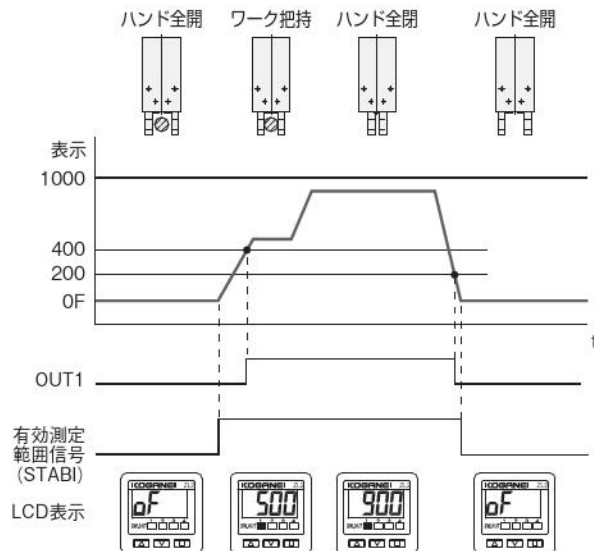 ハンド全開 ワーク把持 ハンド全閉 ハンド全開
表示
1000
400
200
0F
t
OUT1
有効測定
範囲信号
(STABI)
LCD表示
KOGANEI KOGANEI KOGANEI KOGANEI
oF 500 900 oF